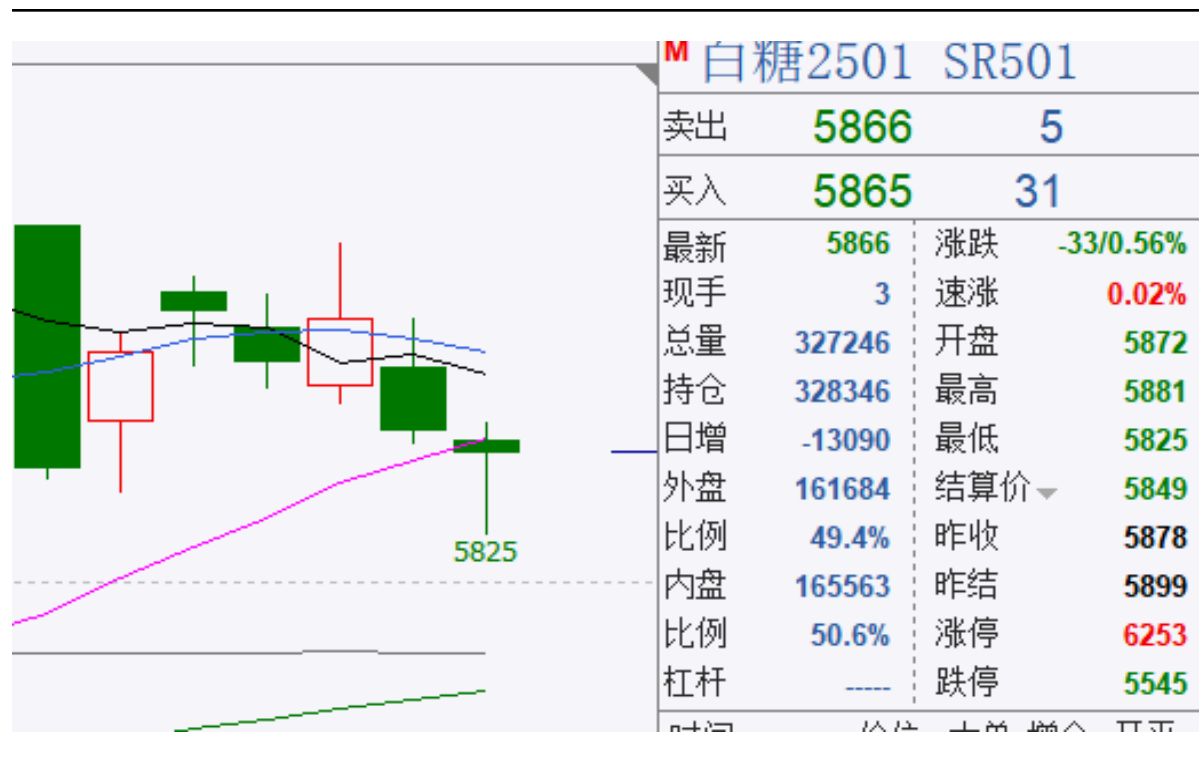 M 白糖2501 SR501
卖出 5866 5
买入 5865 31
最新 5866 涨跌 -33/0.56%
现手 3 速涨 0.02%
总量 327246 开盘 5872
持仓 328346 最高 5881
日增 -13090 最低 5825
外盘 161684 结算价 5849
比例 49.4% 昨收 5878
内盘 165563 昨结 5899
比例 50.6% 涨停 6253
杠杆 ----- 跌停 5545
5825